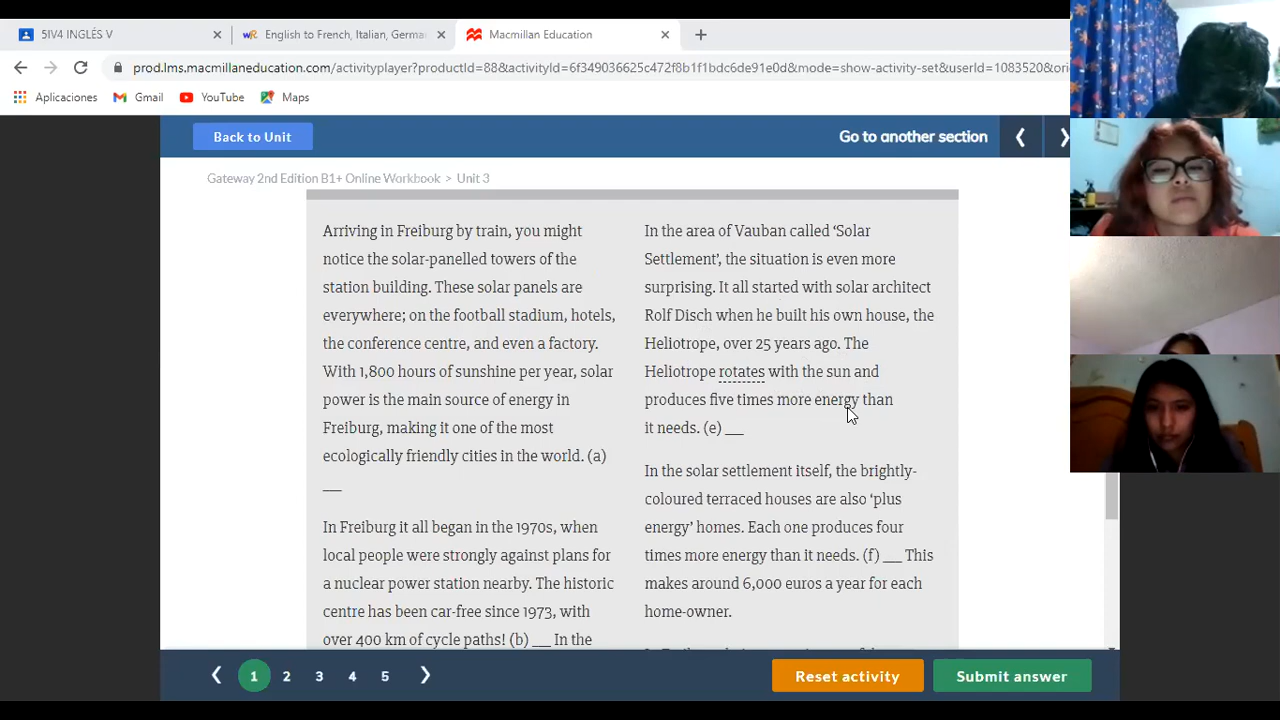 5IV4 INGLÉS V
English to French, Italian, Germa
Macmillan Education
prod.lms.macmillaneducation.com/activityplayer?productId=88&activityId=6f349036625c472f8b1f1bdc6de91e0d&mode=show-activity-set&userId=1083520&ori
Aplicaciones
Gmail
YouTube
Maps
Back to Unit
Go to another section
Gateway 2nd Edition B1+ Online Workbook > Unit 3
Arriving in Freiburg by train, you might
notice the solar-panelled towers of the
station building. These solar panels are
everywhere; on the football stadium, hotels,
the conference centre, and even a factory.
With 1,800 hours of sunshine per year, solar
power is the main source of energy in
Freiburg, making it one of the most
ecologically friendly cities in the world. (a)
__
In Freiburg it all began in the 1970s, when
local people were strongly against plans for
a nuclear power station nearby. The historic
centre has been car-free since 1973, with
over 400 km of cycle paths! (b) __ In the
In the area of Vauban called ‘Solar
Settlement’, the situation is even more
surprising. It all started with solar architect
Rolf Disch when he built his own house, the
Heliotrope, over 25 years ago. The
Heliotrope rotates with the sun and
produces five times more energy than
it needs. (e) __
In the solar settlement itself, the brightly-
coloured terraced houses are also ‘plus
energy’ homes. Each one produces four
times more energy than it needs. (f) __ This
makes around 6,000 euros a year for each
home-owner.
1 2 3 4 5
Reset activity
Submit answer